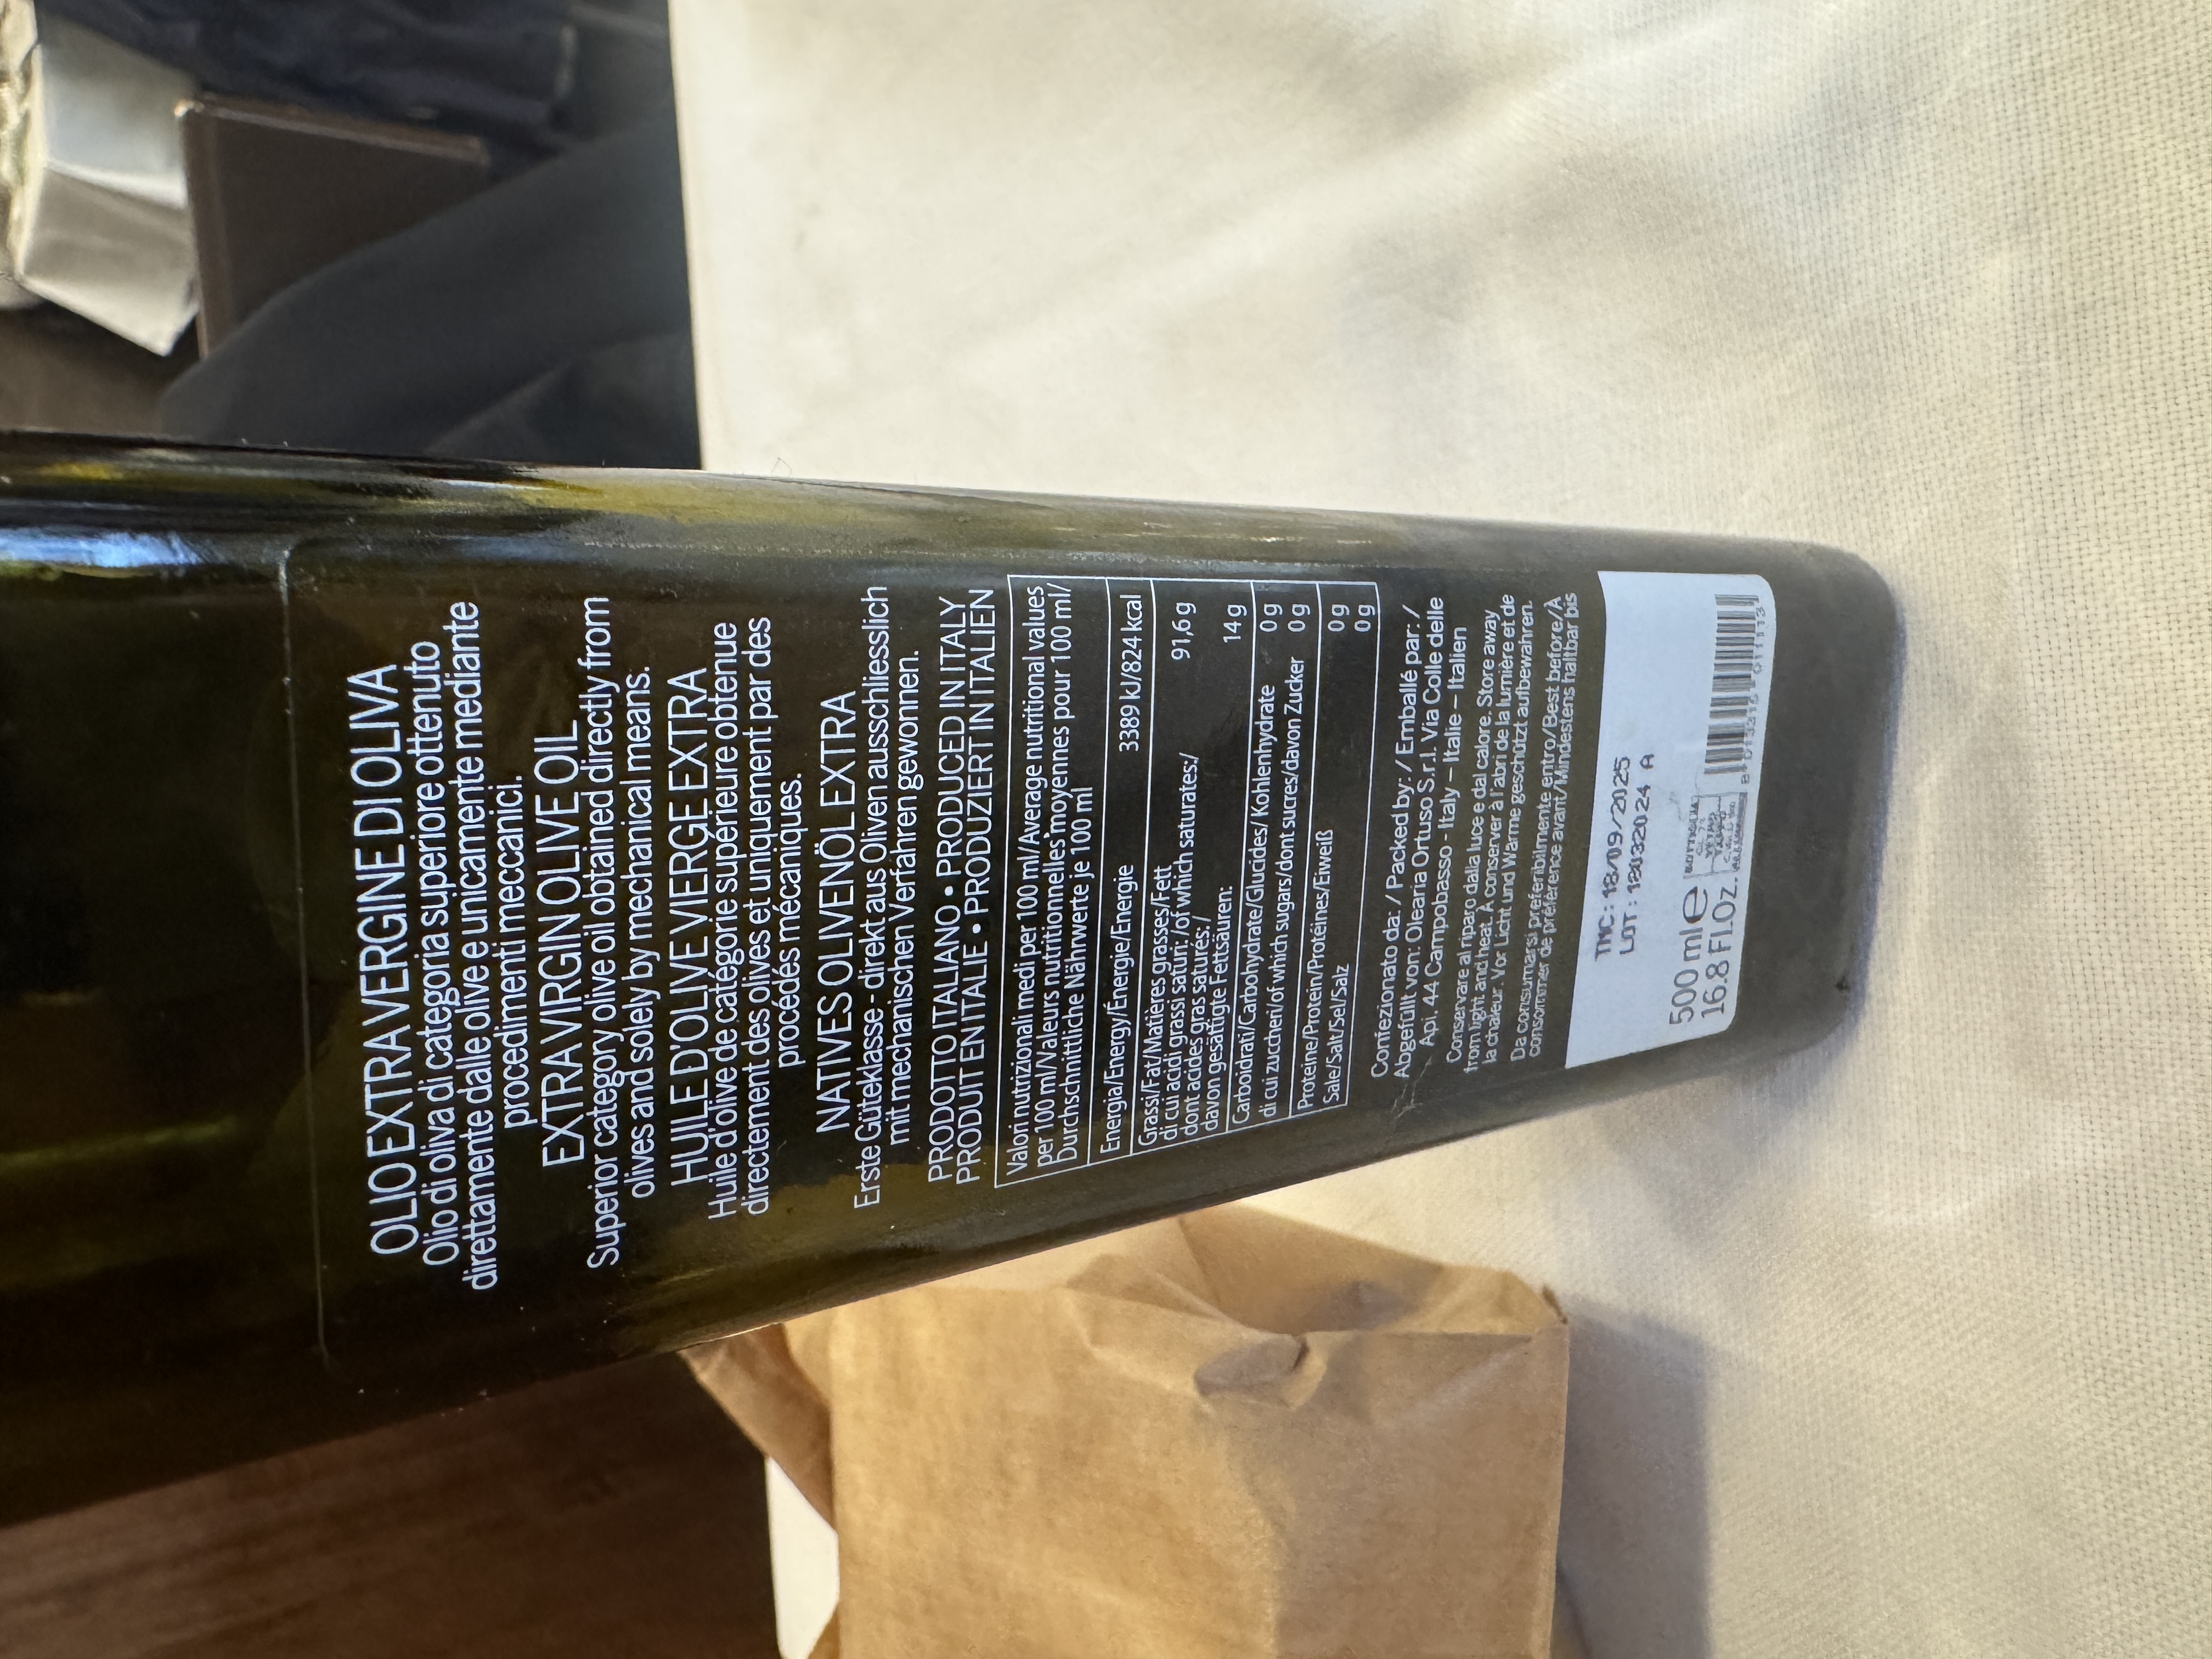 OLIO EXTRA VERGINE DI OLIVA
Olio di oliva di categoria superiore ottenuto
direttamente dalle olive e unicamente mediante
procedimenti meccanici.
EXTRA VIRGIN OLIVE OIL
Superior category olive oil obtained directly from
olives and solely by mechanical means.
HUILE D'OLIVE VIERGE EXTRA
Huile d'olive de catégorie supérieure obtenue
directement des olives et uniquement par des
procédés mécaniques.
NATIVES OLIVENÖL EXTRA
Erste Güteklasse - direkt aus Oliven ausschliesslich
mit mechanischen Verfahren gewonnen.
PRODOTTO ITALIANO • PRODUCED IN ITALY
PRODUIT EN ITALIE • PRODUZIERT IN ITALIEN
Valori nutrizionali medi per 100 ml/Average nutritional values
per 100 ml/Valeurs nutritionnelles moyennes pour 100 ml/
Durchschnittliche Nährwerte je 100 ml
Energia/Energy/Énergie/Energie 3389 kJ/824 kcal
Grassi/Fat/Matières grasses/Fett 91,6 g
di cui acidi grassi saturi: /of which saturates:/
dont acides gras saturés: /
davon gesättigte Fettsäuren: 14 g
Carboidrati/Carbohydrate/Glucides/ Kohlenhydrate 0 g
di cui zuccheri/of which sugars/dont sucres/davon Zucker 0 g
Proteine/Protein/Protéines/Eiweiß 0 g
Sale/Salt/Sel/Salz 0 g
Confezionato da: / Packed by: / Emballé par: /
Abgefüllt von: Olearia Ortuso S.r.l. Via Colle delle
Api, 44 Campobasso - Italy – Italie – Italien
Conservare al riparo dalla luce e dal calore. Store away
from light and heat. À conserver à l'abri de la lumière et de
la chaleur. Vor Licht und Wärme geschützt aufbewahren.
Da consumarsi preferibilmente entro/Best before/À
consommer de préférence avant/Mindestens haltbar bis
TMC: 18/09/2025
LOT: 12032024 A
500 ml e
16.8 Fl.Oz.